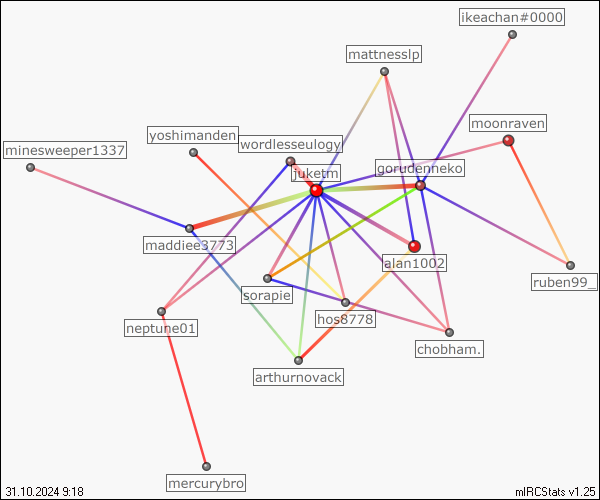 ikeachan#0000
mattnesslp
moonraven
yoshimanden
wordlesseulogy
minesweeper1337
juketm
gorudenneko
maddiee3773
alan1002
ruben99_
sorapie
hos8778
neptune01
chobham.
arthurnovack
mercurybro
31.10.2024 9:18
mIRCStats v1.25